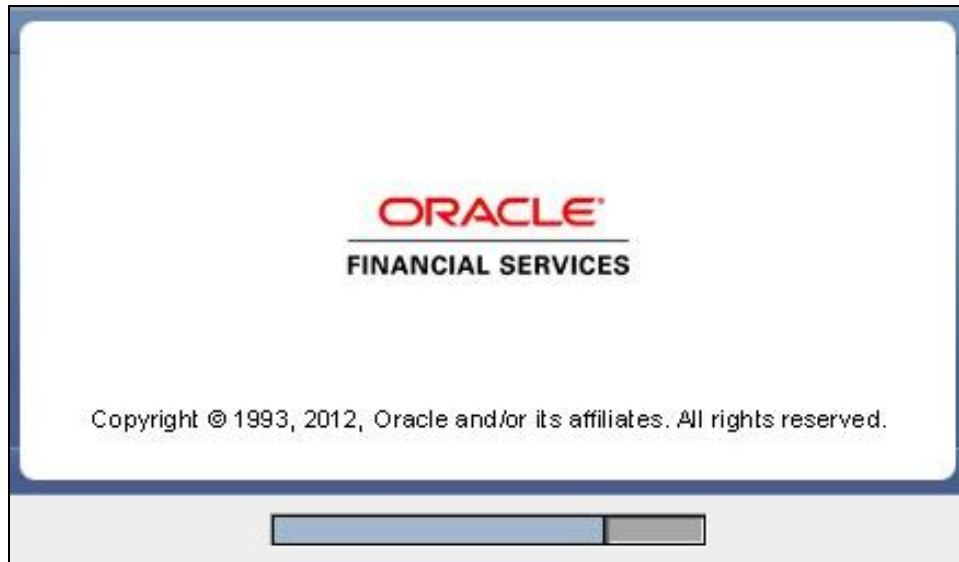 ORACLE®
FINANCIAL SERVICES
Copyright © 1993, 2012, Oracle and/or its affiliates. All rights reserved.